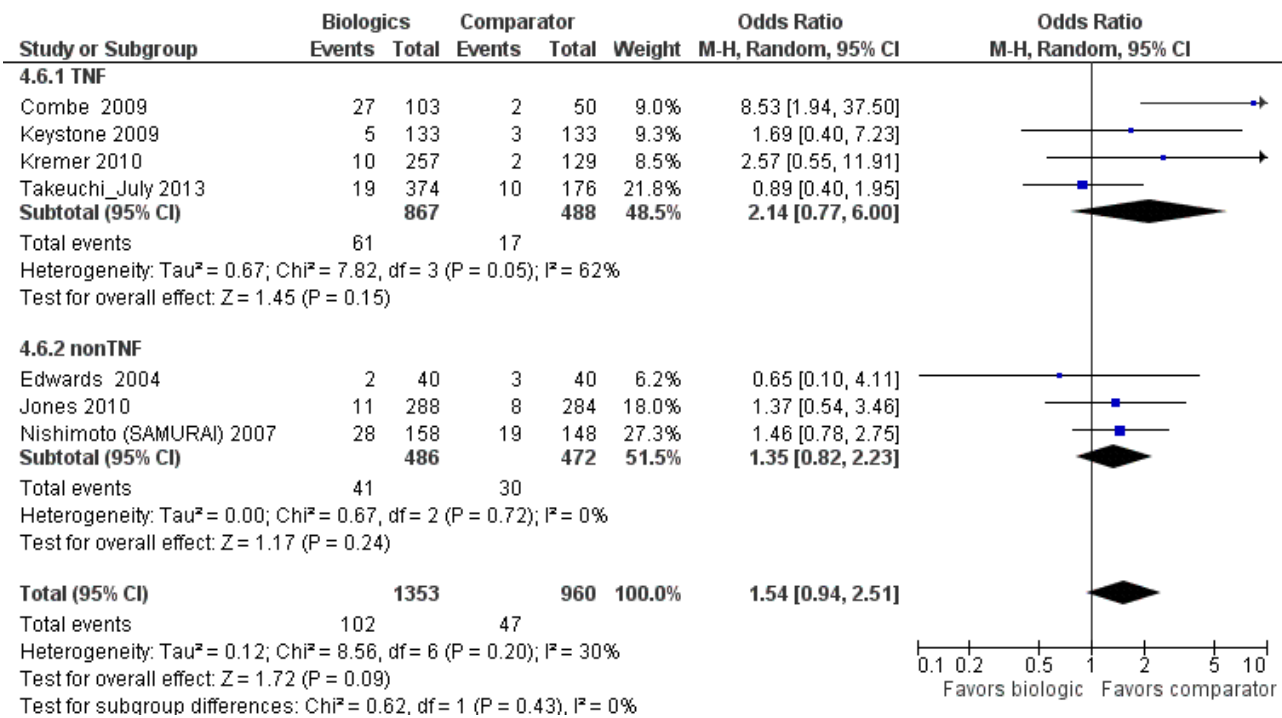 Biologics Comparator Odds Ratio Odds Ratio
Study or Subgroup Events Total Events Total Weight M-H, Random, 95% CI M-H, Random, 95% CI
4.6.1 TNF
Combe 2009 27 103 2 50 9.0% 8.53 [1.94, 37.50]
Keystone 2009 5 133 3 133 9.3% 1.69 [0.40, 7.23]
Kremer 2010 10 257 2 129 8.5% 2.57 [0.55, 11.91]
Takeuchi_July 2013 19 374 10 176 21.8% 0.89 [0.40, 1.95]
Subtotal (95% CI) 867 488 48.5% 2.14 [0.77, 6.00]
Total events 61 17
Heterogeneity: Tau² = 0.67; Chi² = 7.82, df = 3 (P = 0.05); I² = 62%
Test for overall effect: Z = 1.45 (P = 0.15)
4.6.2 nonTNF
Edwards 2004 2 40 3 40 6.2% 0.65 [0.10, 4.11]
Jones 2010 11 288 8 284 18.0% 1.37 [0.54, 3.46]
Nishimoto (SAMURAI) 2007 28 158 19 148 27.3% 1.46 [0.78, 2.75]
Subtotal (95% CI) 486 472 51.5% 1.35 [0.82, 2.23]
Total events 41 30
Heterogeneity: Tau² = 0.00; Chi² = 0.67, df = 2 (P = 0.72); I² = 0%
Test for overall effect: Z = 1.17 (P = 0.24)
Total (95% CI) 1353 960 100.0% 1.54 [0.94, 2.51]
Total events 102 47
Heterogeneity: Tau² = 0.12; Chi² = 8.56, df = 6 (P = 0.20); I² = 30%
Test for overall effect: Z = 1.72 (P = 0.09)
Test for subgroup differences: Chi² = 0.62, df = 1 (P = 0.43), I² = 0%
0.1 0.2 0.5 1 2 5 10
Favors biologic Favors comparator